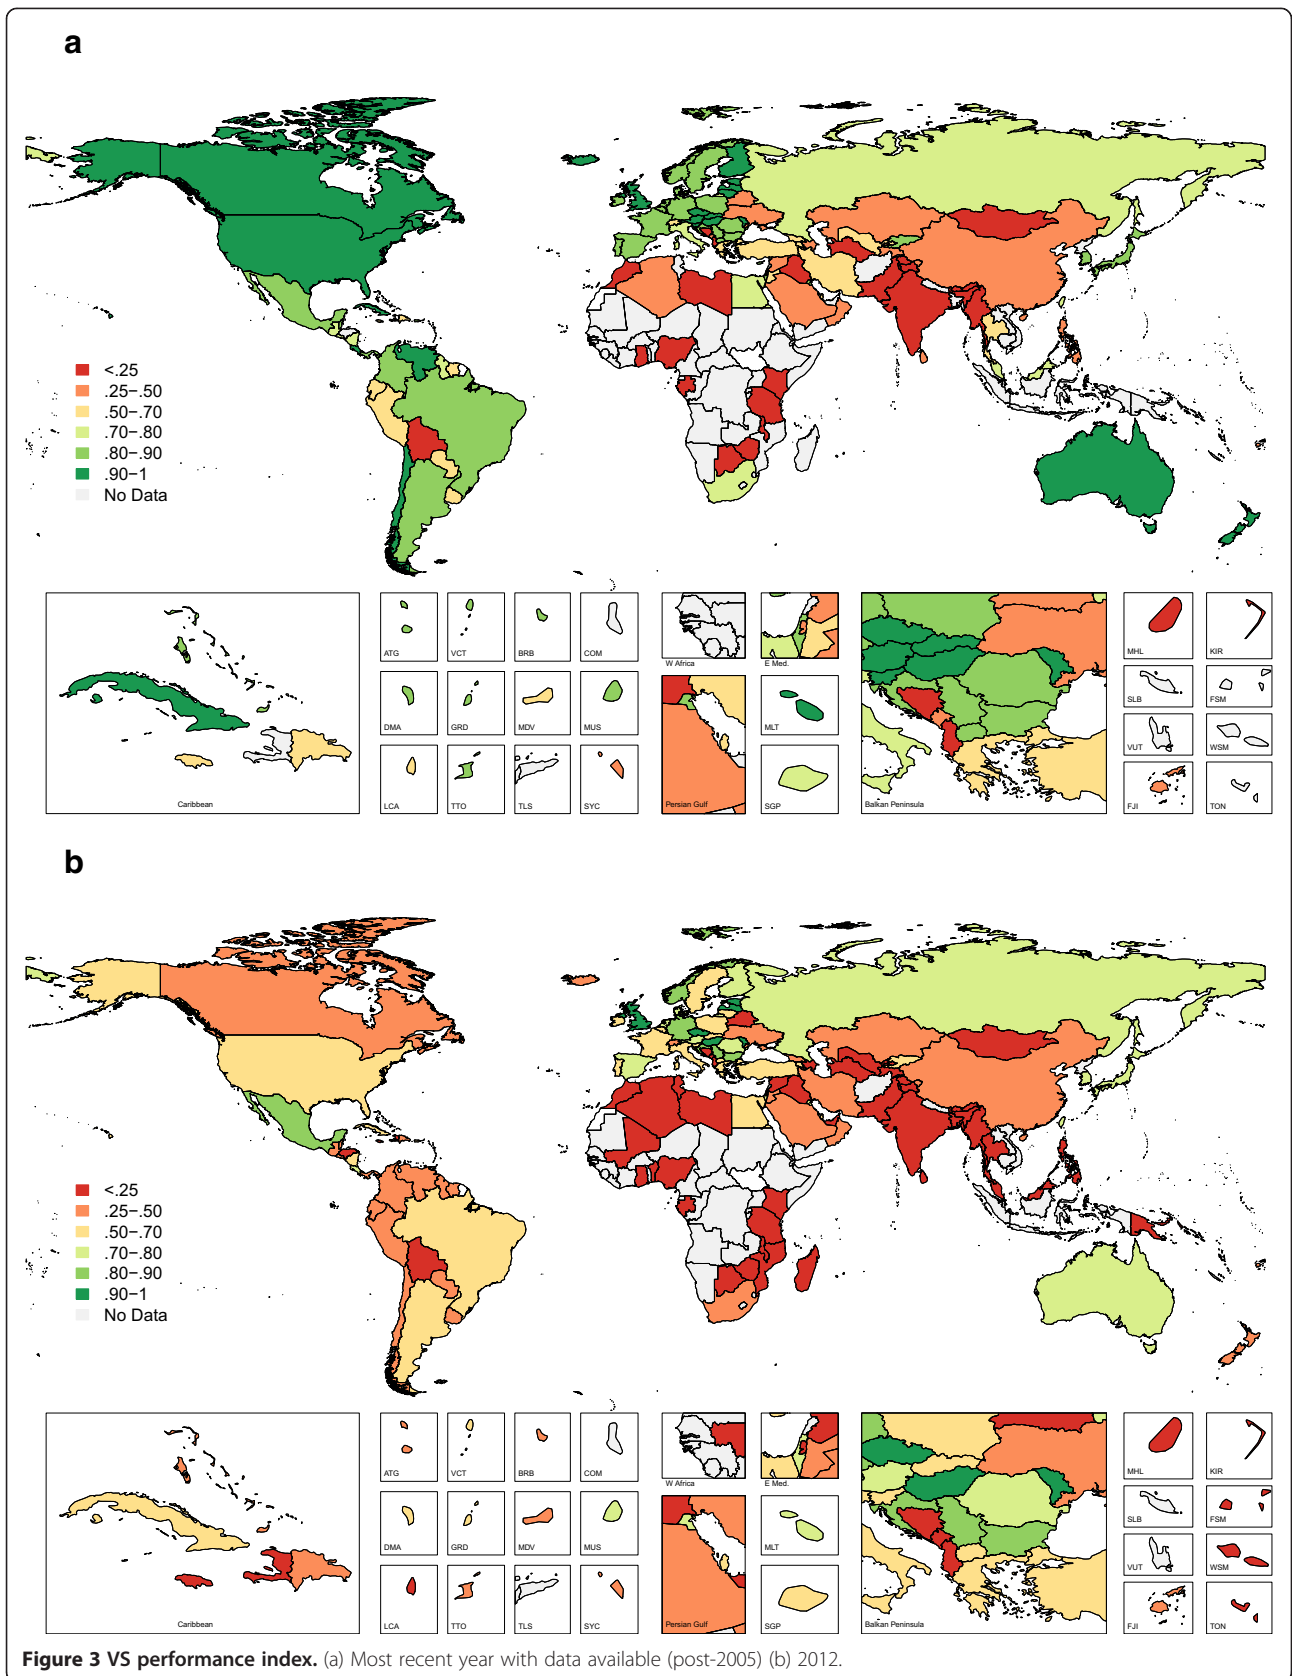 a
<.25
.25–.50
.50–.70
.70–.80
.80–.90
.90–1
No Data
Caribbean
ATG
VCT
BRB
COM
DMA
GRD
MDV
MUS
LCA
TTO
TLS
SYC
W Africa
E Med.
Persian Gulf
MLT
SGP
Balkan Peninsula
MHL
KIR
SLB
FSM
VUT
WSM
FJI
TON
b
<.25
.25–.50
.50–.70
.70–.80
.80–.90
.90–1
No Data
Caribbean
ATG
VCT
BRB
COM
DMA
GRD
MDV
MUS
LCA
TTO
TLS
SYC
W Africa
E Med.
Persian Gulf
MLT
SGP
Balkan Peninsula
MHL
KIR
SLB
FSM
VUT
WSM
FJI
TON
Figure 3 VS performance index. (a) Most recent year with data available (post-2005) (b) 2012.